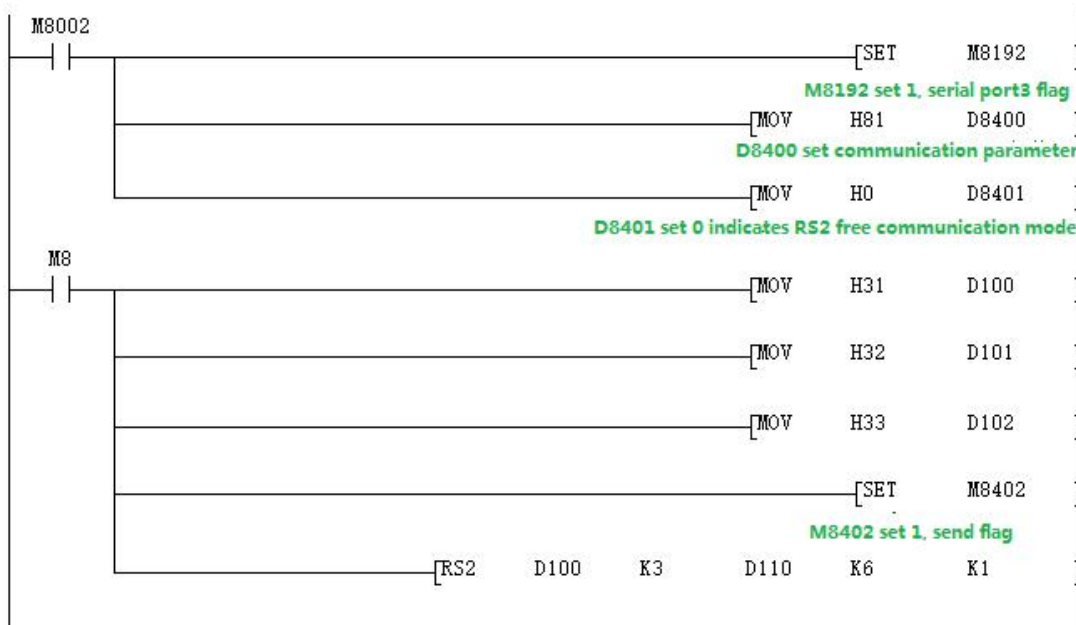 M8002
[SET M8192 ]
M8192 set 1, serial port3 flag
[MOV H81 D8400 ]
D8400 set communication parameter
[MOV H0 D8401 ]
D8401 set 0 indicates RS2 free communication mode
M8
[MOV H31 D100 ]
[MOV H32 D101 ]
[MOV H33 D102 ]
[SET M8402 ]
M8402 set 1, send flag
[RS2 D100 K3 D110 K6 K1 ]